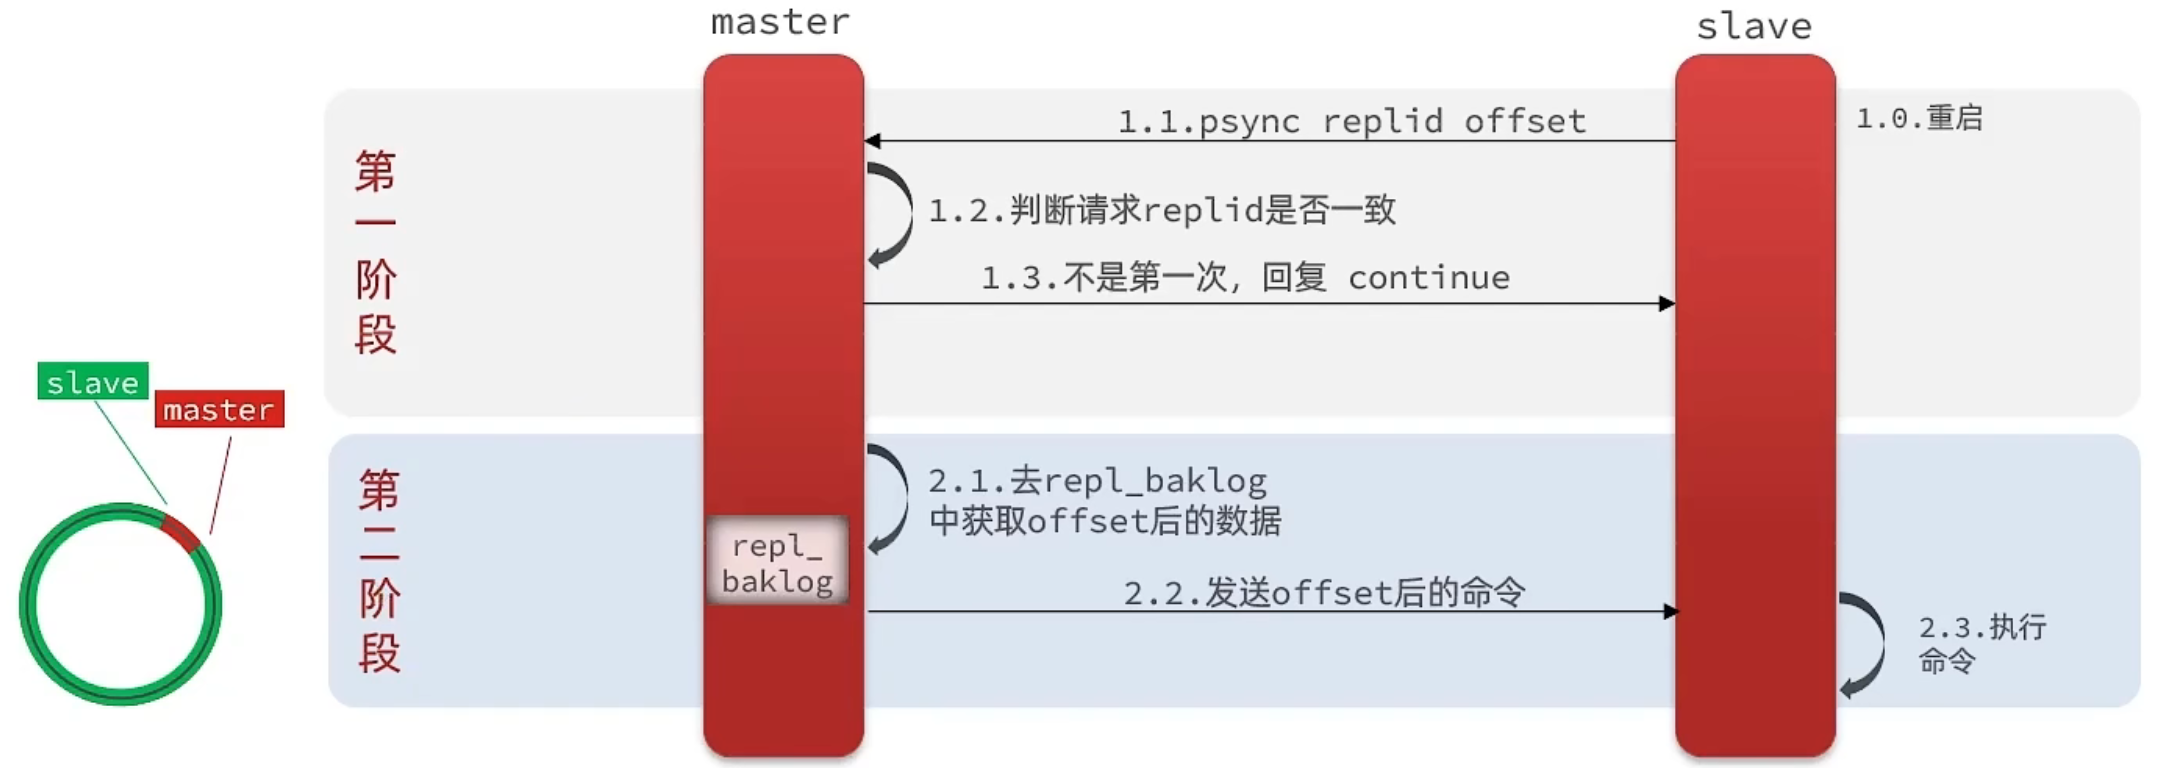 master
slave
1.0.重启
1.1.psync replid offset
第一阶段
1.2.判断请求replid是否一致
1.3.不是第一次, 回复 continue
slave
master
第二阶段
2.1.去repl_baklog
中获取offset后的数据
repl_
baklog
2.2.发送offset后的命令
2.3.执行
命令